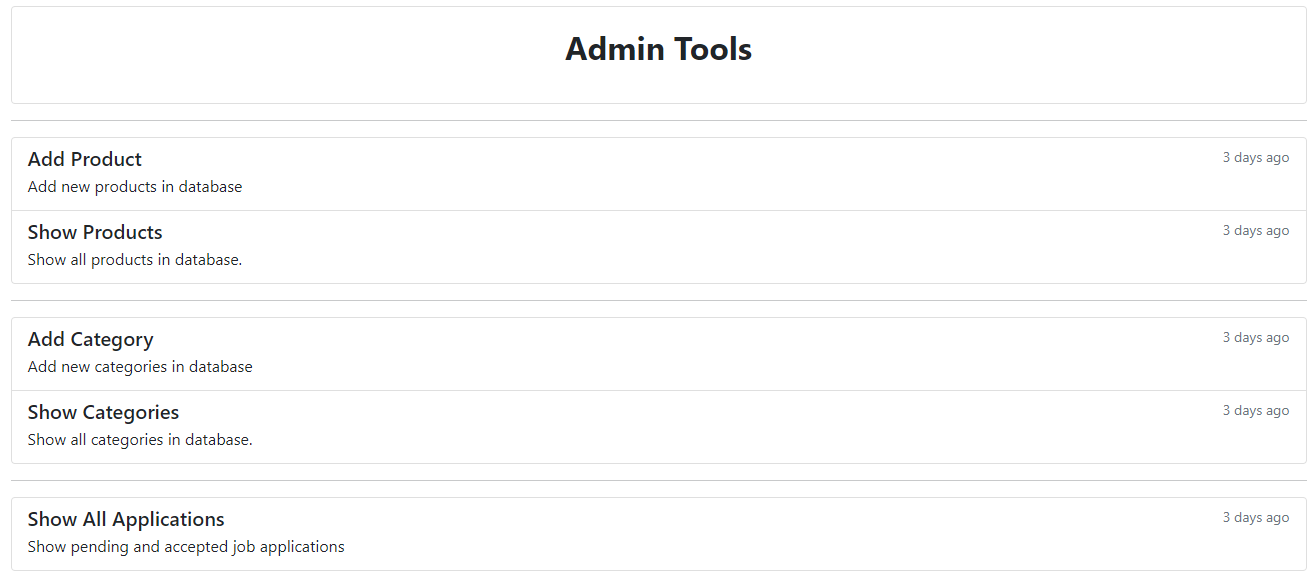 Admin Tools
Add Product
3 days ago
Add new products in database
Show Products
3 days ago
Show all products in database.
Add Category
3 days ago
Add new categories in database
Show Categories
3 days ago
Show all categories in database.
Show All Applications
3 days ago
Show pending and accepted job applications